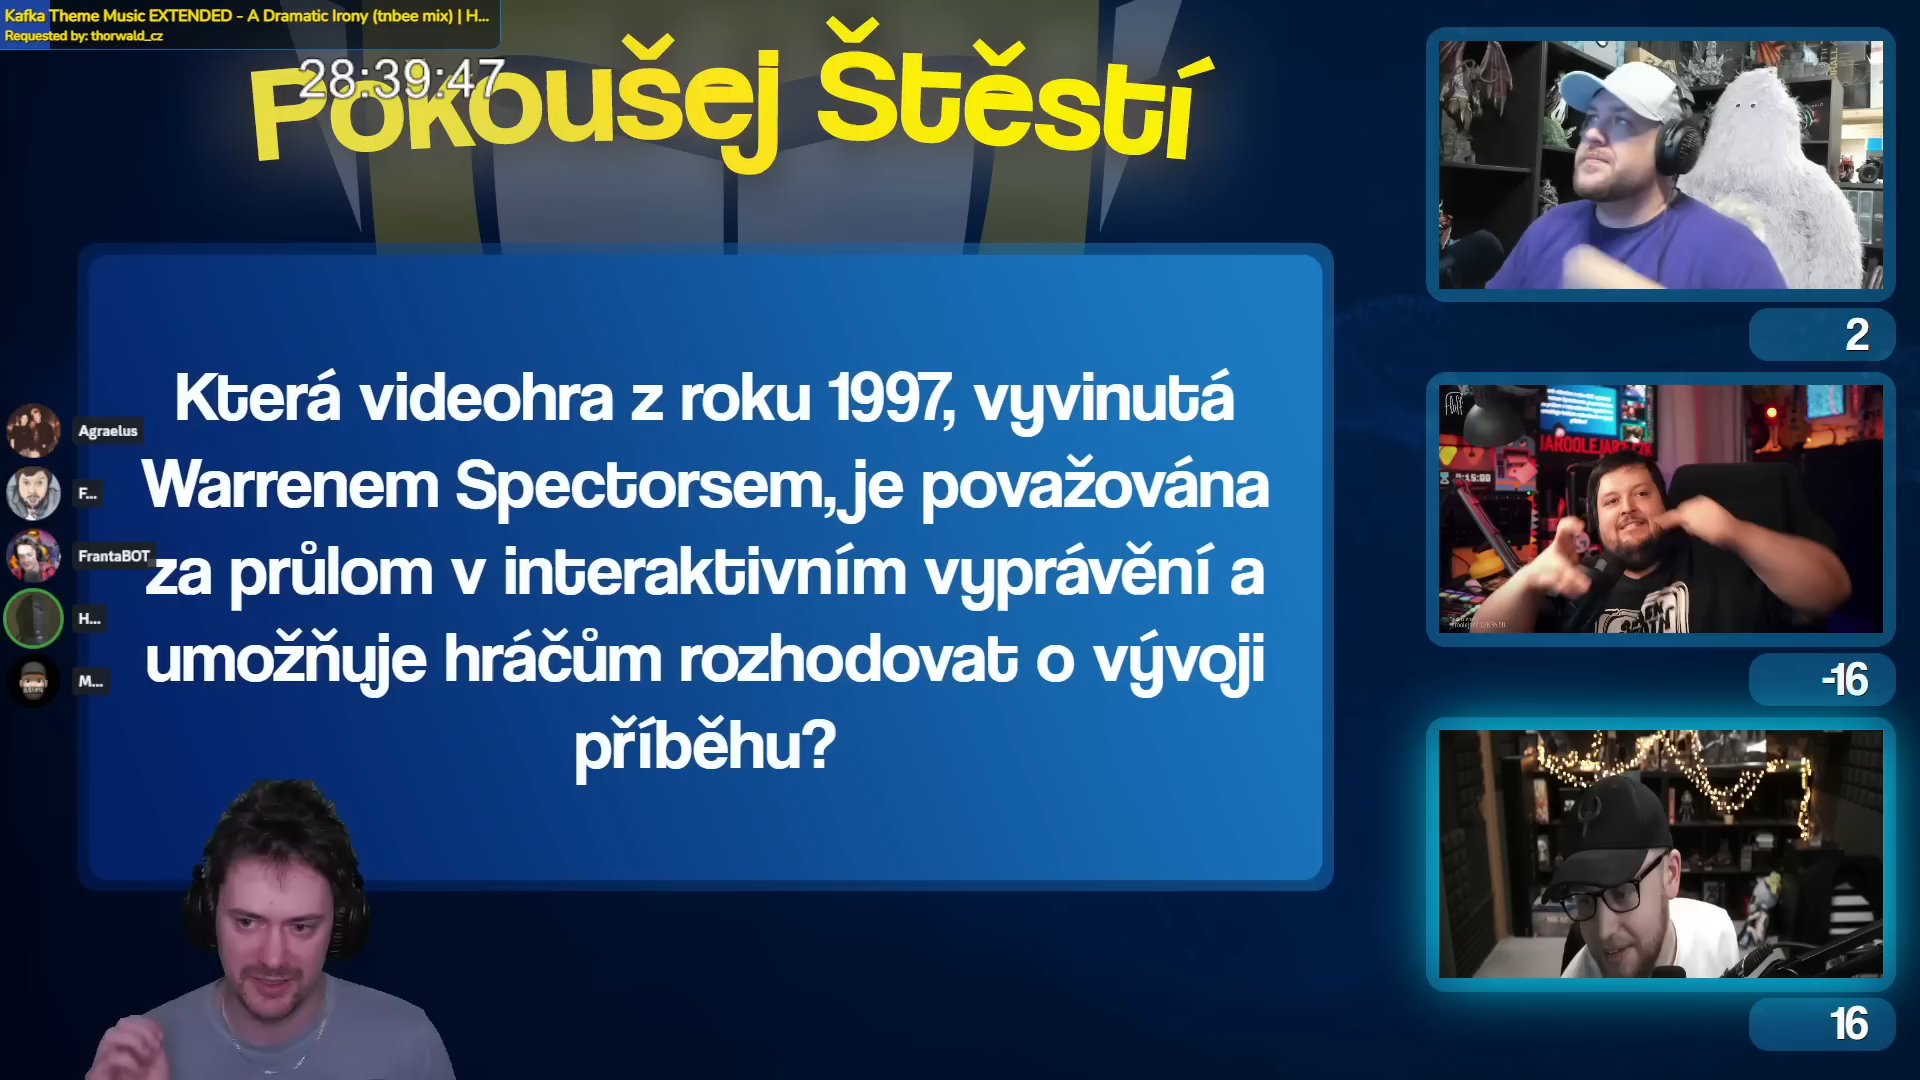 Kafka Theme Music EXTENDED - A Dramatic Irony (tnbee mix) | H...
Requested by: thorwald_cz
28:39:47
Pokoušej Štěstí
Která videohra z roku 1997, vyvinutá
Warrenem Spectorsem, je považována
za průlom v interaktivním vyprávění a
umožňuje hráčům rozhodovat o vývoji
příběhu?
Agraelus
F...
FrantaBOT
H...
M...
2
-16
16